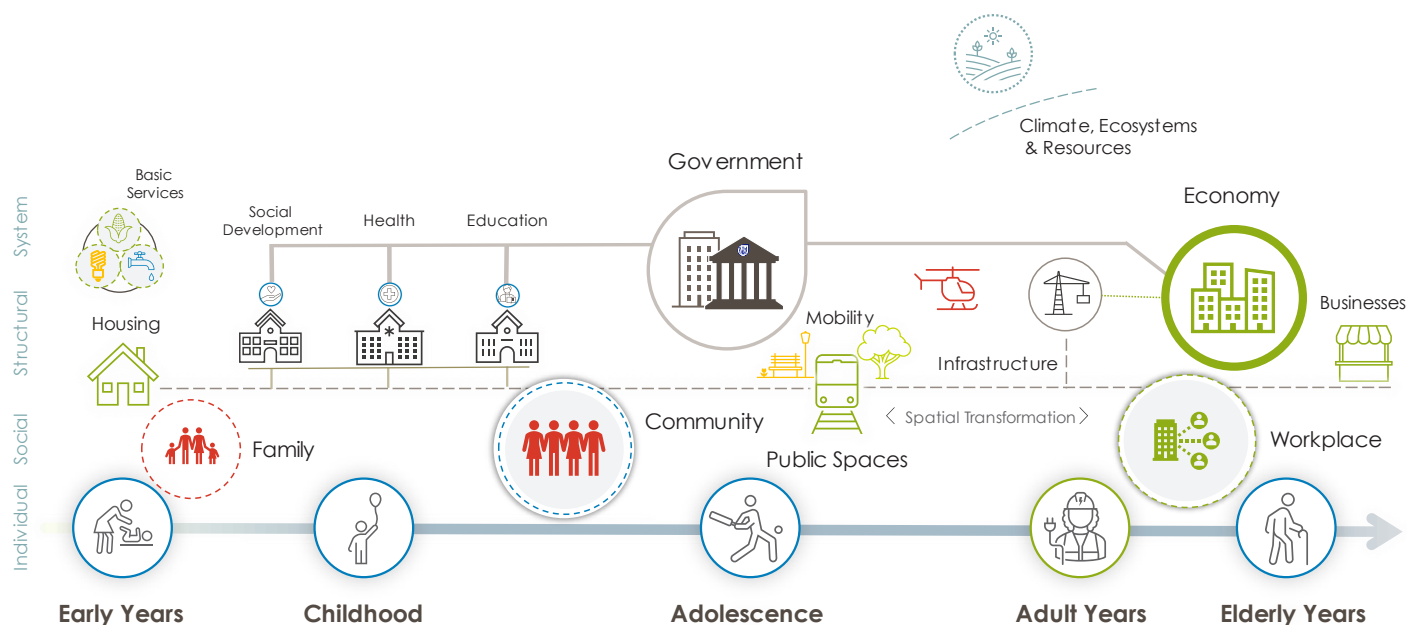 Climate, Ecosystems
& Resources
Government
Basic
Services
Economy
Social
Development
Health
Education
System
Structural
Social
Individual
Housing
Mobility
Businesses
Infrastructure
Community
Spatial Transformation
Family
Workplace
Public Spaces
Early Years
Childhood
Adolescence
Adult Years
Elderly Years